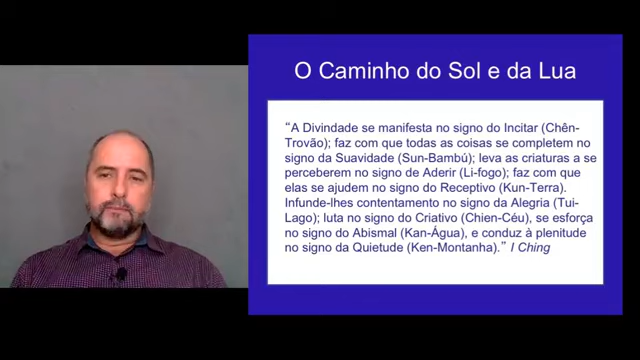 O Caminho do Sol e da Lua
“A Divindade se manifesta no signo do Incitar (Chên-
Trovão); faz com que todas as coisas se completem no
signo da Suavidade (Sun-Bambú); leva as criaturas a se
perceberem no signo de Aderir (Li-fogo); faz com que
elas se ajudem no signo do Receptivo (Kun-Terra).
Infunde-lhes contentamento no signo da Alegria (Tui-
Lago); luta no signo do Criativo (Chien-Céu), se esforça
no signo do Abismal (Kan-Água), e conduz à plenitude
no signo da Quietude (Ken-Montanha).” I Ching